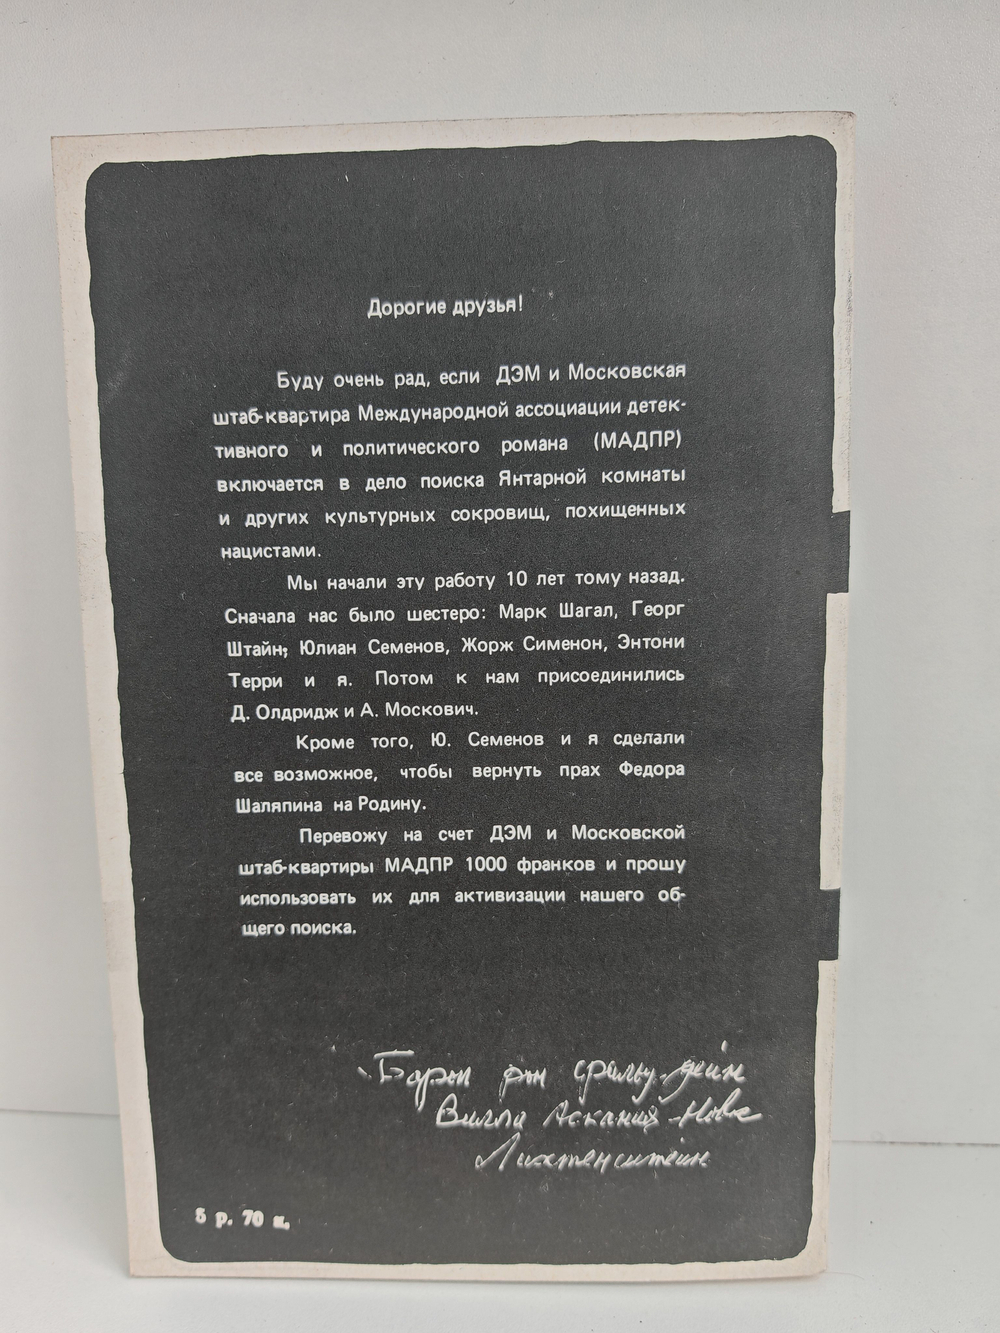 Дорогие друзья!
Буду очень рад, если ДЭМ и Московская
штаб-квартира Международной ассоциации детек-
тивного и политического романа (МАДПР)
включается в дело поиска Янтарной комнаты
и других культурных сокровищ, похищенных
нацистами.
Мы начали эту работу 10 лет тому назад.
Сначала нас было шестеро: Марк Шагал, Георг
Штайн; Юлиан Семенов, Жорж Сименон, Энтони
Терри и я. Потом к нам присоединились
Д. Олдридж и А. Москович.
Кроме того, Ю. Семенов и я сделали
все возможное, чтобы вернуть прах Федора
Шаляпина на Родину.
Перевожу на счет ДЭМ и Московской
штаб-квартиры МАДПР 1000 франков и прошу
использовать их для активизации нашего об-
щего поиска.
Барон фон
Вилла Аскания-Нова
Лихтенштейн
р. 70 к.